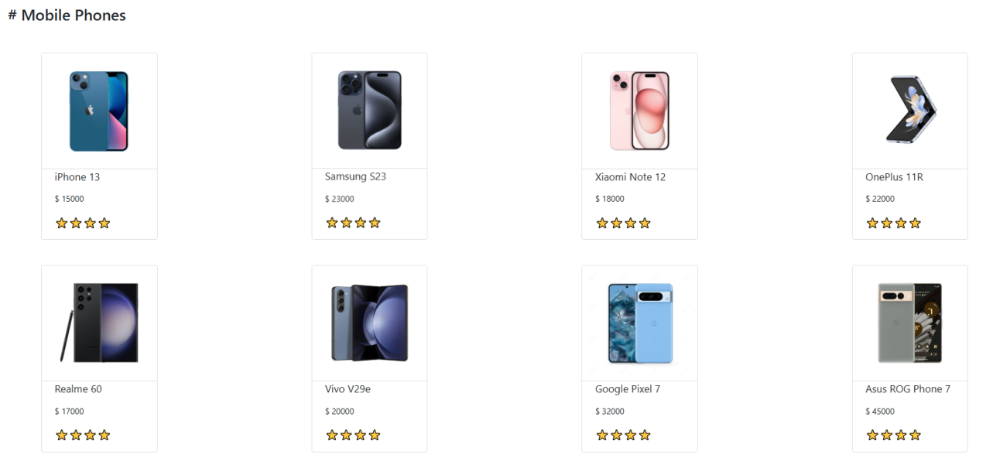 # Mobile Phones
iPhone 13
$ 15000
Samsung S23
$ 23000
Xiaomi Note 12
$ 18000
OnePlus 11R
$ 22000
Realme 60
$ 17000
Vivo V29e
$ 20000
Google Pixel 7
$ 32000
Asus ROG Phone 7
$ 45000